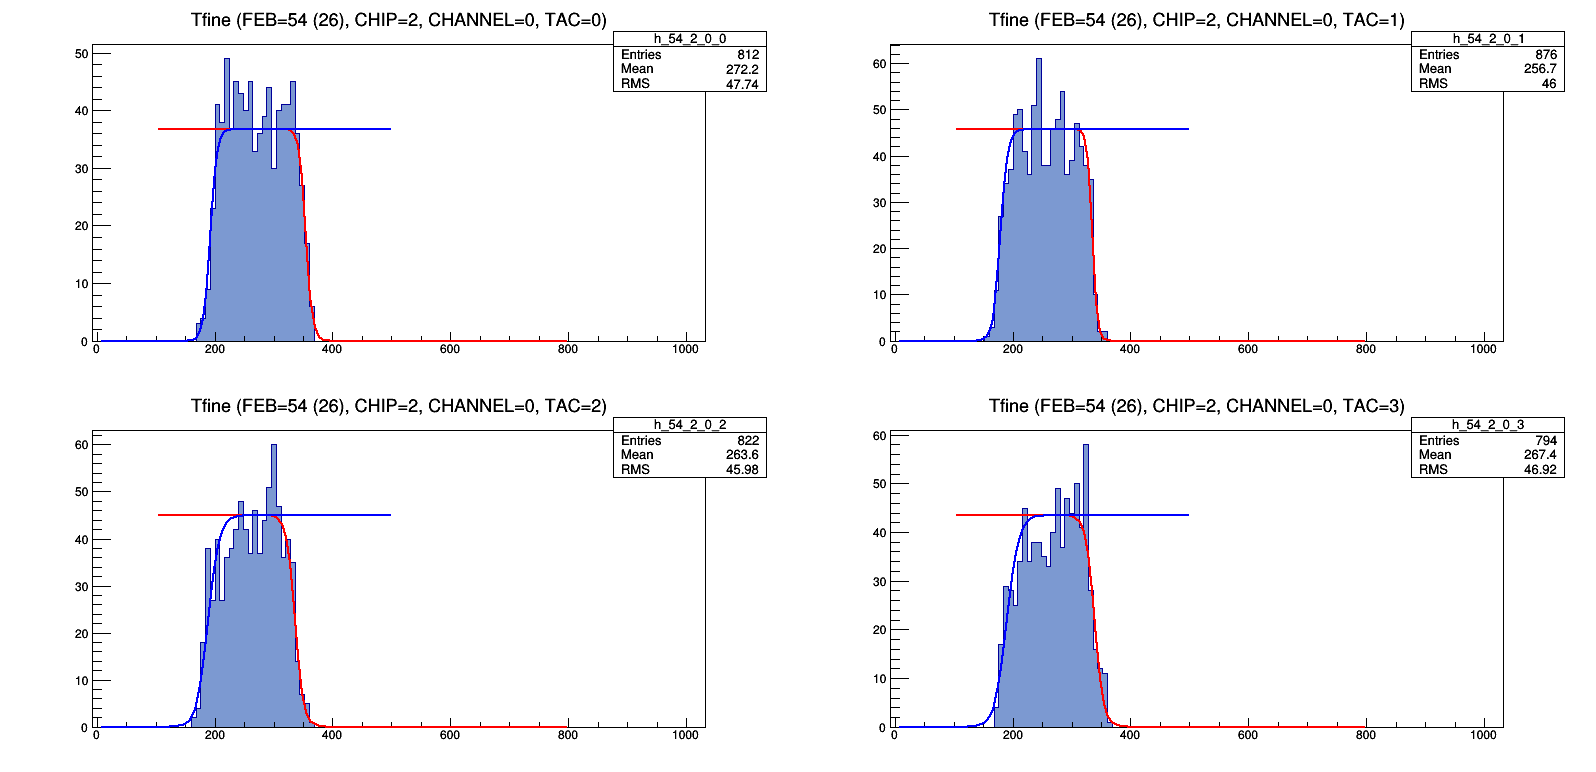 Tfine (FEB=54 (26), CHIP=2, CHANNEL=0, TAC=0)
h_54_2_0_0
Entries 812
Mean 272.2
RMS 47.74
50
40
30
20
10
0
0 200 400 600 800 1000
Tfine (FEB=54 (26), CHIP=2, CHANNEL=0, TAC=1)
h_54_2_0_1
Entries 876
Mean 256.7
RMS 46
60
50
40
30
20
10
0
0 200 400 600 800 1000
Tfine (FEB=54 (26), CHIP=2, CHANNEL=0, TAC=2)
h_54_2_0_2
Entries 822
Mean 263.6
RMS 45.98
60
50
40
30
20
10
0
0 200 400 600 800 1000
Tfine (FEB=54 (26), CHIP=2, CHANNEL=0, TAC=3)
h_54_2_0_3
Entries 794
Mean 267.4
RMS 46.92
60
50
40
30
20
10
0
0 200 400 600 800 1000